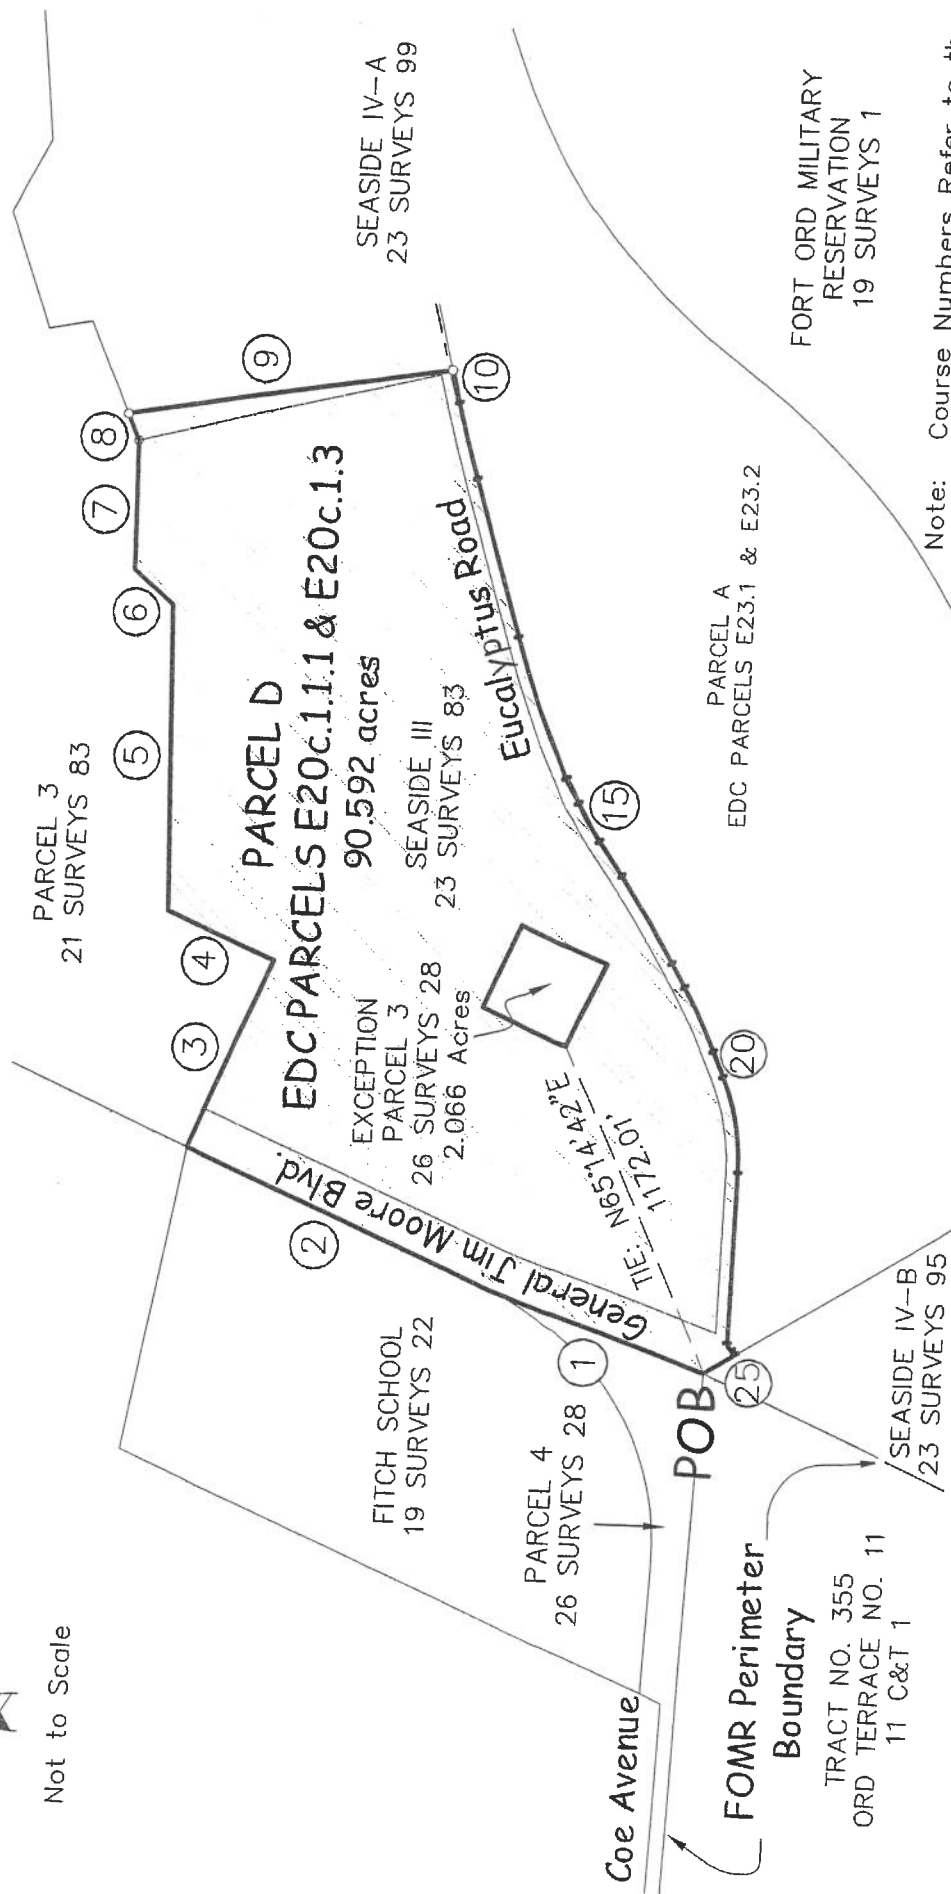 Not to Scale
PARCEL 3
21 SURVEYS 83
SEASIDE IV-A
23 SURVEYS 99
FORT ORD MILITARY
RESERVATION
19 SURVEYS 1
Note: Course Numbers Refer to
PARCEL D
EDC PARCELS E20c.1.1.1 & E20c.1.3
90.592 acres
SEASIDE III
23 SURVEYS 83
EXCEPTION
PARCEL 3
26 SURVEYS 28
2.066 Acres
Eucalyptus Road
PARCEL A
EDC PARCELS E23.1 & E23.2
General Jim Moore Blvd.
TIE: N65°14'42"E
1172.01'
FITCH SCHOOL
19 SURVEYS 22
PARCEL 4
26 SURVEYS 28
POB
Coe Avenue
FOMR Perimeter
Boundary
TRACT NO. 355
ORD TERRACE NO. 11
11 C&T 1
SEASIDE IV-B
23 SURVEYS 95
1
2
3
4
5
6
7
8
9
10
15
20
25